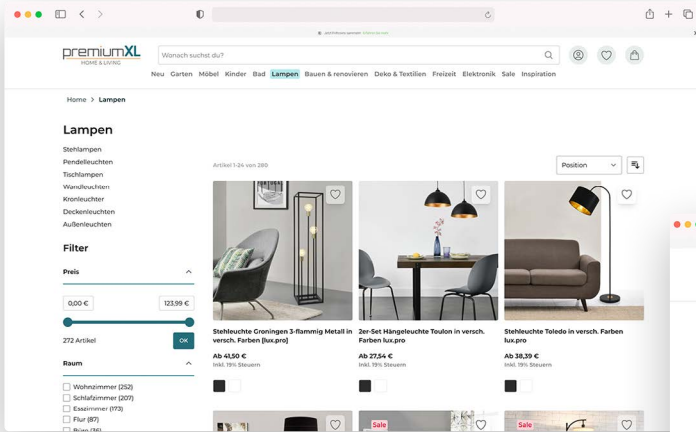 premiumXL
HOME & LIVING
Wonach suchst du?
Neu Garten Möbel Kinder Bad Lampen Bauen & renovieren Deko & Textilien Freizeit Elektronik Sale Inspiration
Home > Lampen
Lampen
Stehlampen
Pendelleuchten
Tischlampen
Wandleuchten
Kronleuchter
Deckenleuchten
Außenleuchten
Filter
Preis
0,00 € 123,99 €
272 Artikel OK
Raum
Wohnzimmer (252)
Schlafzimmer (207)
Esszimmer (173)
Flur (87)
Büro (36)
Artikel 1-24 von 280
Position
Stehleuchte Groningen 3-flammig Metall in
versch. Farben [lux.pro]
Ab 41,50 €
Inkl. 19% Steuern
2er-Set Hängeleuchte Toulon in versch.
Farben lux.pro
Ab 27,54 €
Inkl. 19% Steuern
Stehleuchte Toledo in versch. Farben
lux.pro
Ab 38,39 €
Inkl. 19% Steuern
Sale
Sale